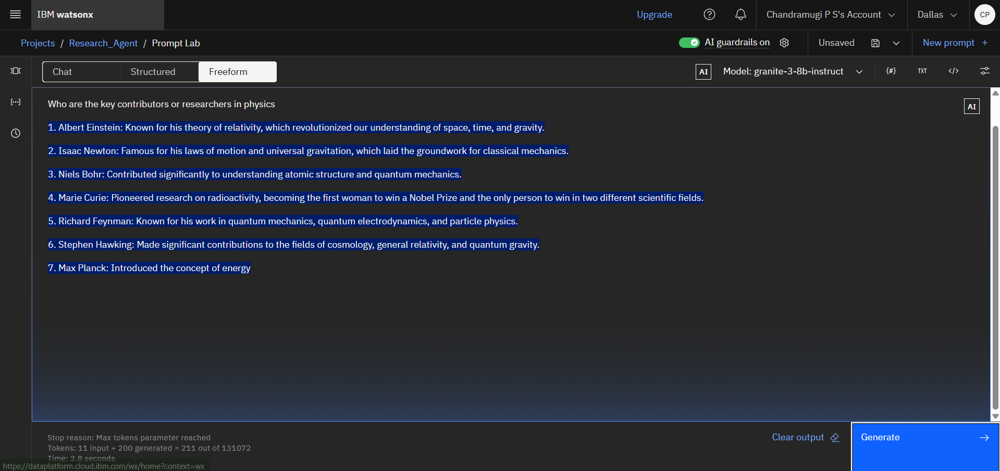 IBM watsonx
Upgrade
Chandramugi P S's Account
Dallas
CP
Projects / Research_Agent / Prompt Lab
AI guardrails on
Unsaved
New prompt +
Chat
Structured
Freeform
AI
Model: granite-3-8b-instruct
{#}
TXT
</>
Who are the key contributors or researchers in physics
AI
1. Albert Einstein: Known for his theory of relativity, which revolutionized our understanding of space, time, and gravity.
2. Isaac Newton: Famous for his laws of motion and universal gravitation, which laid the groundwork for classical mechanics.
3. Niels Bohr: Contributed significantly to understanding atomic structure and quantum mechanics.
4. Marie Curie: Pioneered research on radioactivity, becoming the first woman to win a Nobel Prize and the only person to win in two different scientific fields.
5. Richard Feynman: Known for his work in quantum mechanics, quantum electrodynamics, and particle physics.
6. Stephen Hawking: Made significant contributions to the fields of cosmology, general relativity, and quantum gravity.
7. Max Planck: Introduced the concept of energy
Stop reason: Max tokens parameter reached
Tokens: 11 input + 200 generated = 211 out of 131072
Time: 2.8 seconds
Clear output
Generate
https://dataplatform.cloud.ibm.com/wx/home?context=wx